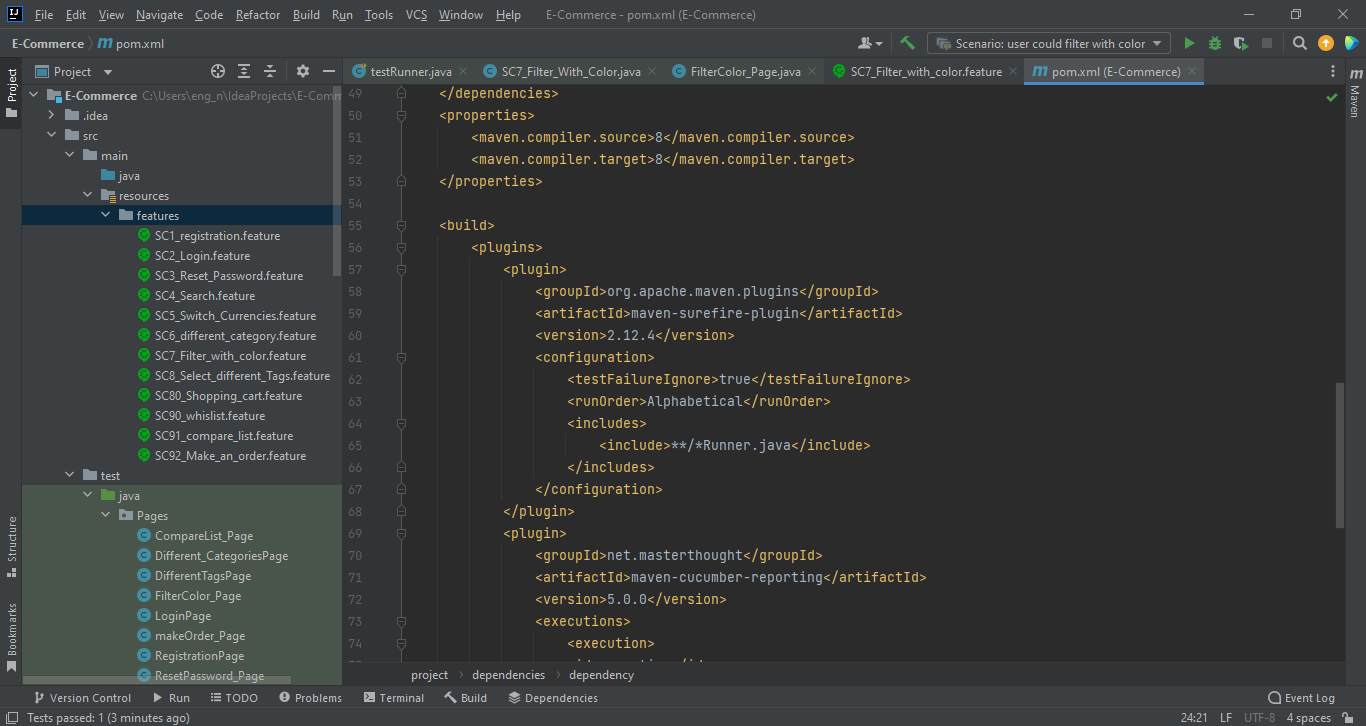 File Edit View Navigate Code Refactor Build Run Tools VCS Window Help E-Commerce - pom.xml (E-Commerce)
E-Commerce pom.xml
Scenario: user could filter with color
Project
testRunner.java SC7_Filter_With_Color.java FilterColor_Page.java SC7_Filter_with_color.feature pom.xml (E-Commerce)
Project
Structure
Bookmarks
Maven
E-Commerce C:\Users\eng_n\IdeaProjects\E-Comm
.idea
src
main
java
resources
features
SC1_registration.feature
SC2_Login.feature
SC3_Reset_Password.feature
SC4_Search.feature
SC5_Switch_Currencies.feature
SC6_different_category.feature
SC7_Filter_with_color.feature
SC8_Select_different_Tags.feature
SC80_Shopping_cart.feature
SC90_whislist.feature
SC91_compare_list.feature
SC92_Make_an_order.feature
test
java
Pages
CompareList_Page
Different_CategoriesPage
DifferentTagsPage
FilterColor_Page
LoginPage
makeOrder_Page
RegistrationPage
ResetPassword_Page
49 </dependencies>
50 <properties>
51 <maven.compiler.source>8</maven.compiler.source>
52 <maven.compiler.target>8</maven.compiler.target>
53 </properties>
54
55 <build>
56 <plugins>
57 <plugin>
58 <groupId>org.apache.maven.plugins</groupId>
59 <artifactId>maven-surefire-plugin</artifactId>
60 <version>2.12.4</version>
61 <configuration>
62 <testFailureIgnore>true</testFailureIgnore>
63 <runOrder>Alphabetical</runOrder>
64 <includes>
65 <include>**/*Runner.java</include>
66 </includes>
67 </configuration>
68 </plugin>
69 <plugin>
70 <groupId>net.masterthought</groupId>
71 <artifactId>maven-cucumber-reporting</artifactId>
72 <version>5.0.0</version>
73 <executions>
74 <execution>
project dependencies dependency
Version Control Run TODO Problems Terminal Build Dependencies Event Log
Tests passed: 1 (3 minutes ago) 24:21 LF UTF-8 4 spaces